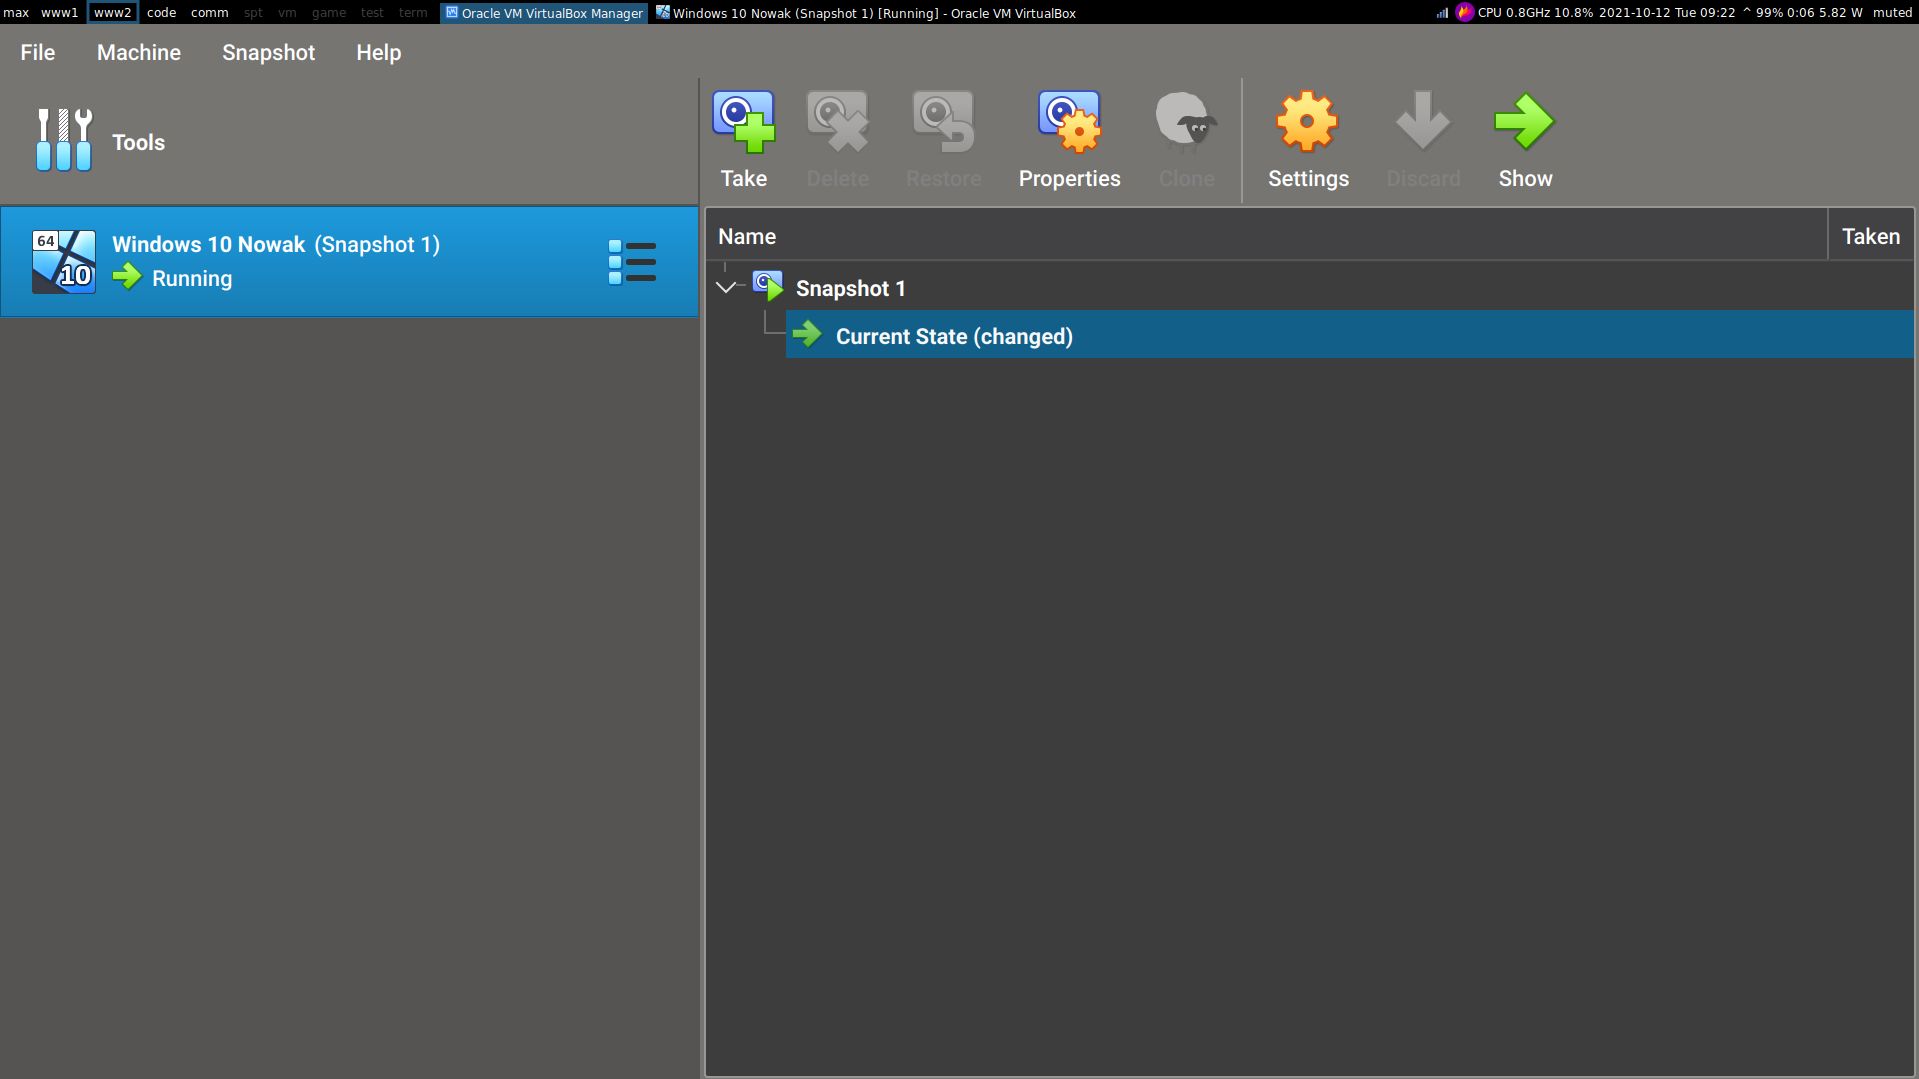 max www1 www2 code comm spt vm game test term Oracle VM VirtualBox Manager Windows 10 Nowak (Snapshot 1) [Running] - Oracle VM VirtualBox CPU 0.8GHz 10.8% 2021-10-12 Tue 09:22 ^ 99% 0:06 5.82 W muted
File Machine Snapshot Help
Tools
Take Delete Restore Properties Clone Settings Discard Show
64
10
Windows 10 Nowak (Snapshot 1)
Running
Name Taken
Snapshot 1
Current State (changed)